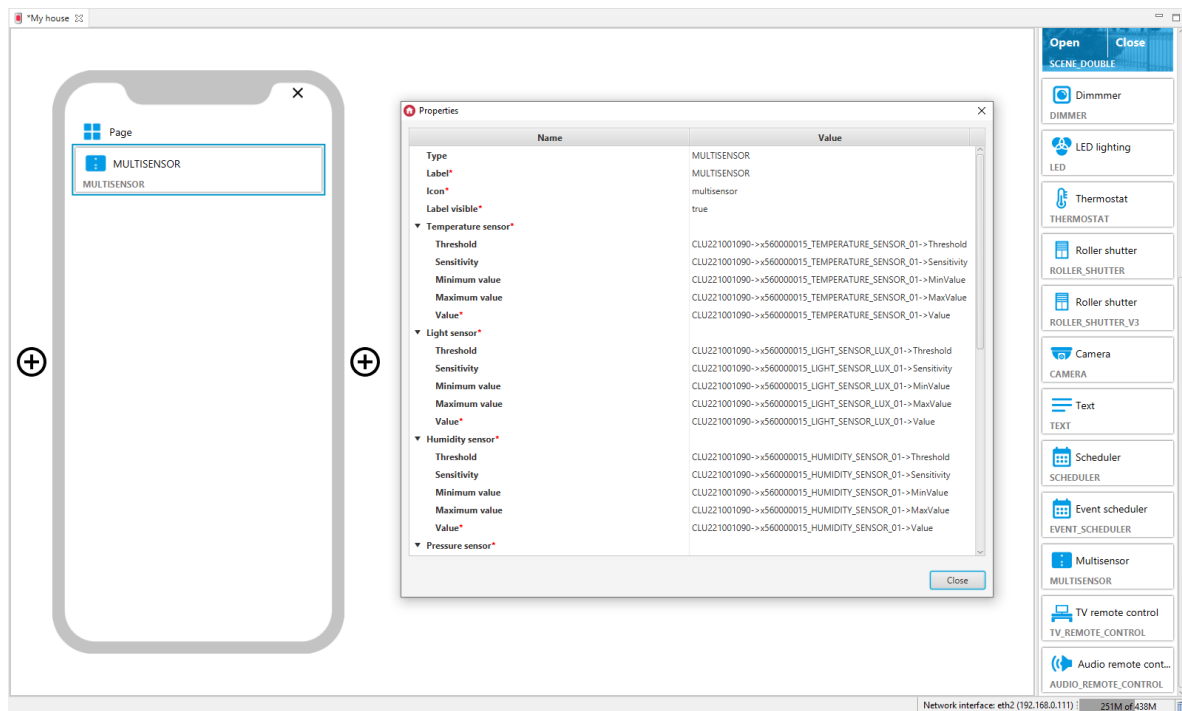 *My house
Page
MULTISENSOR
MULTISENSOR
Properties
Name Value
Type MULTISENSOR
Label* MULTISENSOR
Icon* multisensor
Label visible* true
Temperature sensor*
Threshold CLU221001090->x560000015_TEMPERATURE_SENSOR_01->Threshold
Sensitivity CLU221001090->x560000015_TEMPERATURE_SENSOR_01->Sensitivity
Minimum value CLU221001090->x560000015_TEMPERATURE_SENSOR_01->MinValue
Maximum value CLU221001090->x560000015_TEMPERATURE_SENSOR_01->MaxValue
Value* CLU221001090->x560000015_TEMPERATURE_SENSOR_01->Value
Light sensor*
Threshold CLU221001090->x560000015_LIGHT_SENSOR_LUX_01->Threshold
Sensitivity CLU221001090->x560000015_LIGHT_SENSOR_LUX_01->Sensitivity
Minimum value CLU221001090->x560000015_LIGHT_SENSOR_LUX_01->MinValue
Maximum value CLU221001090->x560000015_LIGHT_SENSOR_LUX_01->MaxValue
Value* CLU221001090->x560000015_LIGHT_SENSOR_LUX_01->Value
Humidity sensor*
Threshold CLU221001090->x560000015_HUMIDITY_SENSOR_01->Threshold
Sensitivity CLU221001090->x560000015_HUMIDITY_SENSOR_01->Sensitivity
Minimum value CLU221001090->x560000015_HUMIDITY_SENSOR_01->MinValue
Maximum value CLU221001090->x560000015_HUMIDITY_SENSOR_01->MaxValue
Value* CLU221001090->x560000015_HUMIDITY_SENSOR_01->Value
Pressure sensor*
Close
Open Close
SCENE_DOUBLE
Dimmmer
DIMMER
LED lighting
LED
Thermostat
THERMOSTAT
Roller shutter
ROLLER_SHUTTER
Roller shutter
ROLLER_SHUTTER_V3
Camera
CAMERA
Text
TEXT
Scheduler
SCHEDULER
Event scheduler
EVENT_SCHEDULER
Multisensor
MULTISENSOR
TV remote control
TV_REMOTE_CONTROL
Audio remote cont...
AUDIO_REMOTE_CONTROL
Network interface: eth2 (192.168.0.111) 251M of 438M